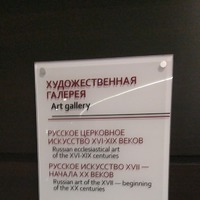 ХУДОЖЕСТВЕННАЯ
ГАЛЕРЕЯ
Art gallery
РУССКОЕ ЦЕРКОВНОЕ
ИСКУССТВО XVI-XIX ВЕКОВ
Russian ecclesiastical art
of the XVI-XIX centuries
РУССКОЕ ИСКУССТВО XVII —
НАЧАЛА XX ВЕКОВ
Russian art of the XVII — beginning
of the XX centuries